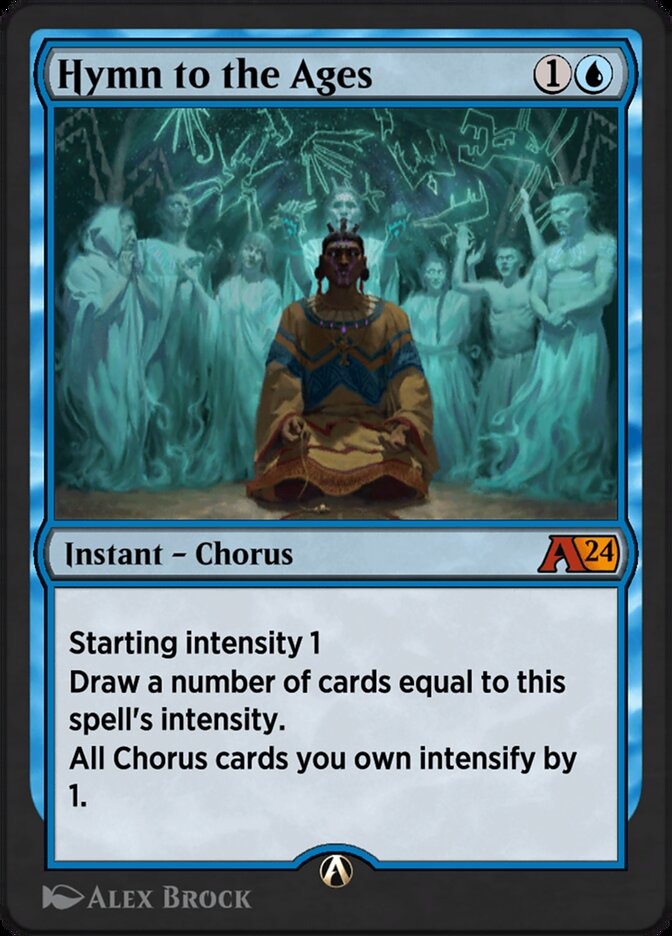 Hymn to the Ages 1
Instant – Chorus A24
Starting intensity 1
Draw a number of cards equal to this
spell's intensity.
All Chorus cards you own intensify by
1.
A
Alex Brock